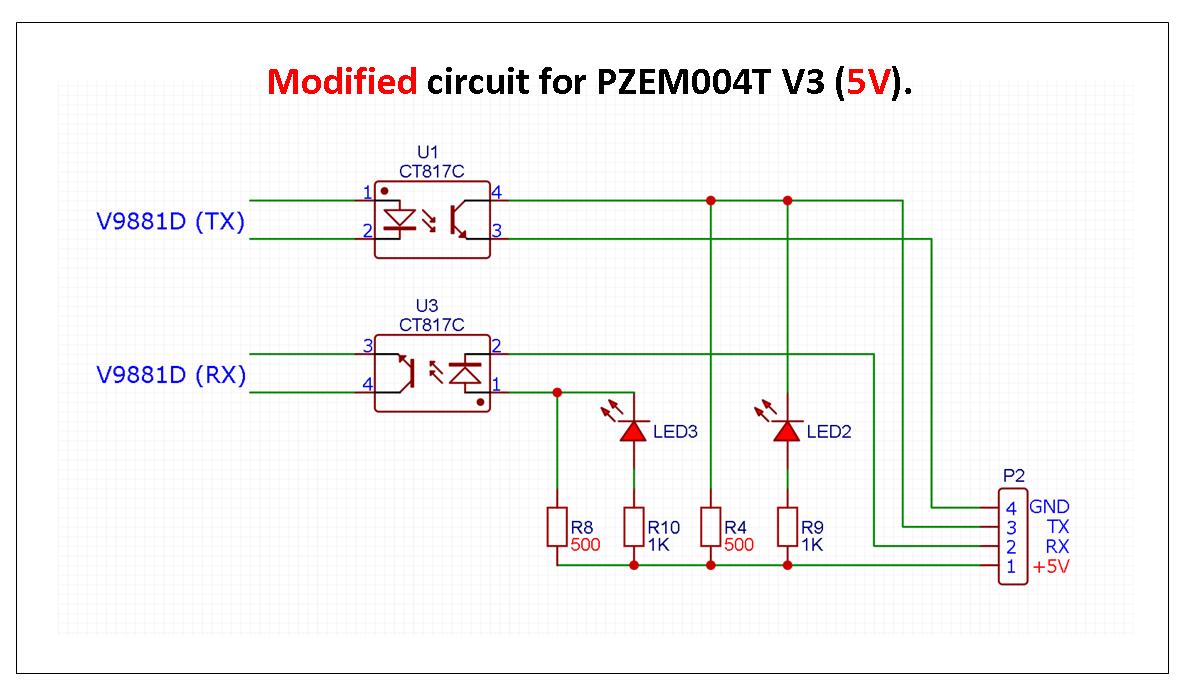 Modified circuit for PZEM004T V3 (5V).
U1
CT817C
1
4
V9881D (TX)
2
3
U3
CT817C
3
2
V9881D (RX)
4
1
LED3
LED2
P2
4 GND
R8
R10
R4
R9
3 TX
500
1K
500
1K
2 RX
1 +5V